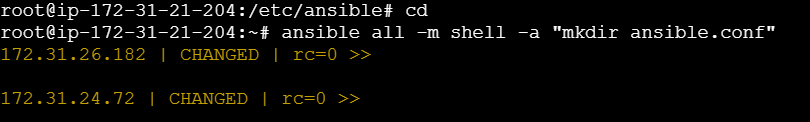 root@ip-172-31-21-204:/etc/ansible# cd
root@ip-172-31-21-204:~# ansible all -m shell -a "mkdir ansible.conf"
172.31.26.182 | CHANGED | rc=0 >>
172.31.24.72 | CHANGED | rc=0 >>